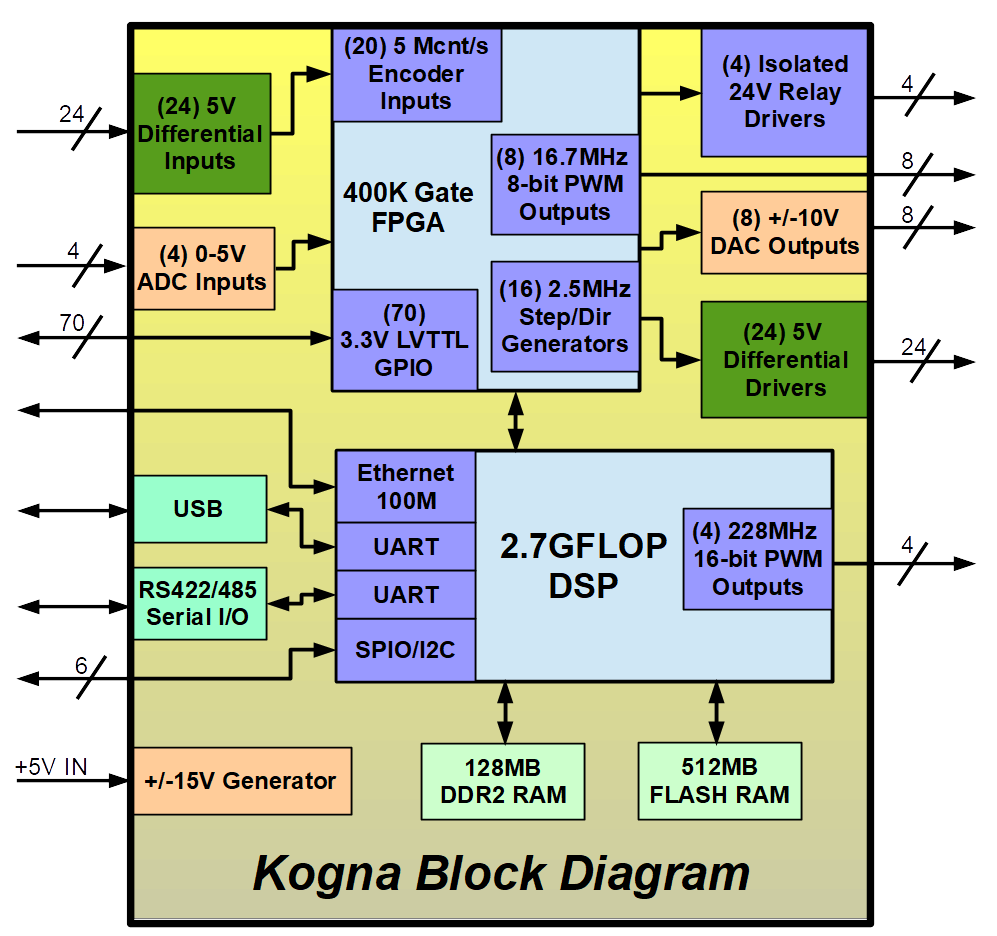 (20) 5 Mcnt/s
Encoder
Inputs
(4) Isolated
24V Relay
Drivers
24
(24) 5V
Differential
Inputs
4
(8) 16.7MHz
8-bit PWM
Outputs
8
400K Gate
FPGA
(8) +/-10V
DAC Outputs
8
4
(4) 0-5V
ADC Inputs
(16) 2.5MHz
Step/Dir
Generators
70
(70)
3.3V LVTTL
GPIO
(24) 5V
Differential
Drivers
24
Ethernet
100M
USB
UART
2.7GFLOP
DSP
(4) 228MHz
16-bit PWM
Outputs
4
RS422/485
Serial I/O
UART
6
SPIO/I2C
+5V IN
+/-15V Generator
128MB
DDR2 RAM
512MB
FLASH RAM
Kogna Block Diagram